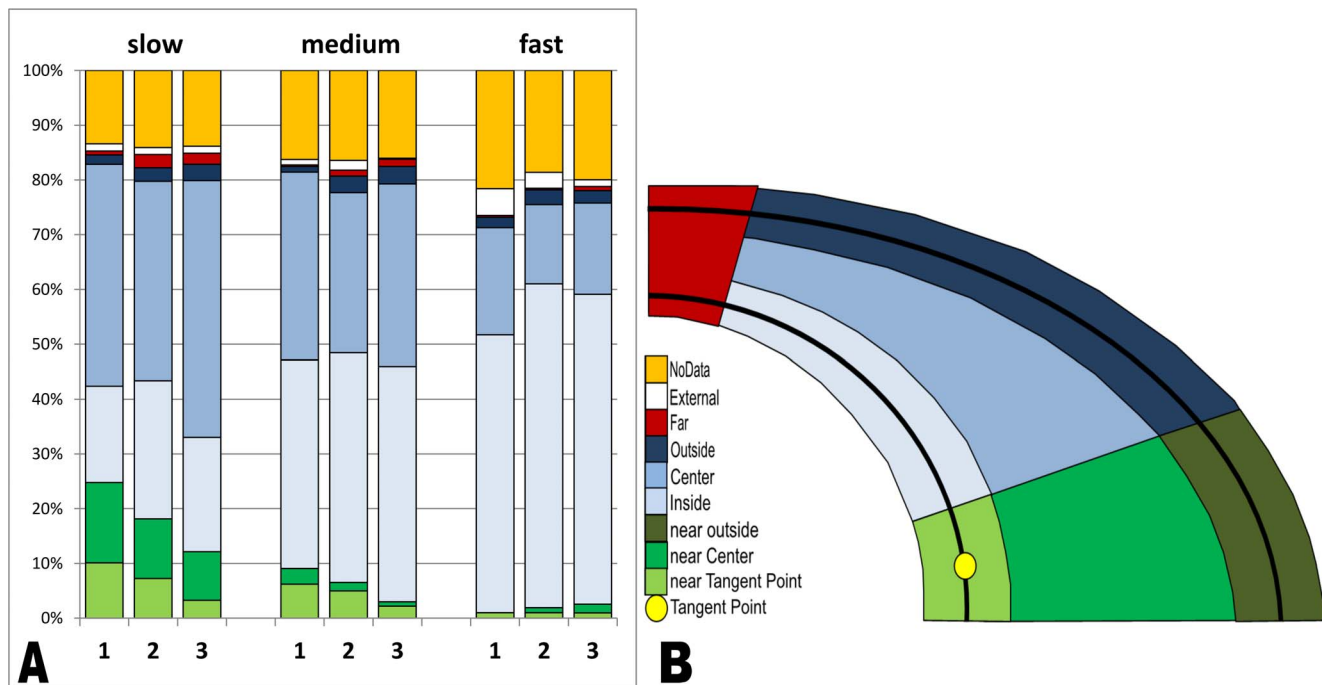 slow medium fast
100%
90%
80%
70%
60%
50%
40%
30%
20%
10%
0%
1 2 3 1 2 3 1 2 3
A
NoData
External
Far
Outside
Center
Inside
near outside
near Center
near Tangent Point
Tangent Point
B